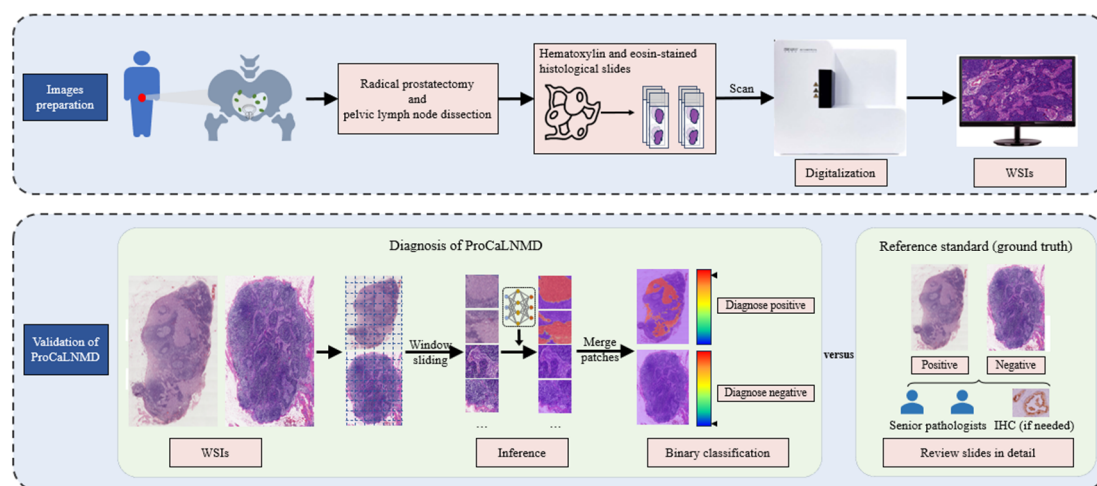 Images
preparation
Radical prostatectomy
and
pelvic lymph node dissection
Hematoxylin and eosin-stained
histological slides
Scan
Digitalization
WSIs
Validation of
ProCaLNMD
Diagnosis of ProCaLNMD
Window
sliding
Merge
patches
Diagnose positive
Diagnose negative
...
...
WSIs
Inference
Binary classification
versus
Reference standard (ground truth)
Positive
Negative
Senior pathologists
IHC (if needed)
Review slides in detail